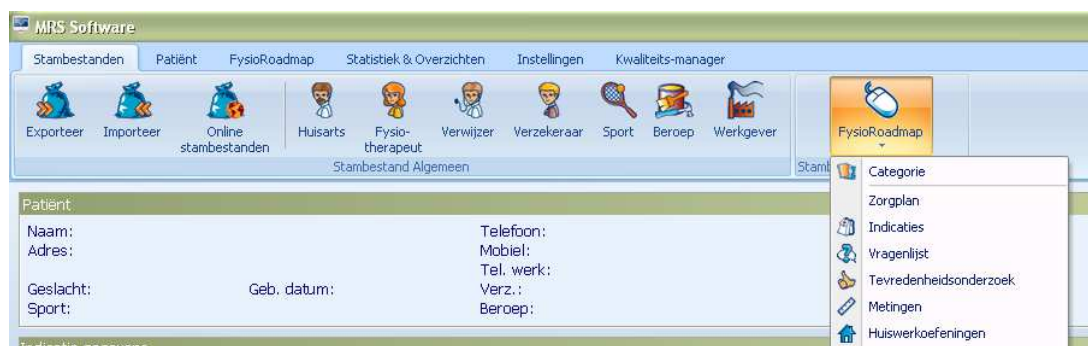 MRS Software
Stambestanden Patiënt FysioRoadmap Statistiek & Overzichten Instellingen Kwaliteits-manager
Exporteer Importeer Online stambestanden Huisarts Fysio-therapeut Verwijzer Verzekeraar Sport Beroep Werkgever FysioRoadmap
Stambestand Algemeen
Categorie
Zorgplan
Indicaties
Vragenlijst
Tevredenheidsonderzoek
Metingen
Huiswerkoefeningen
Patiënt
Naam: Telefoon:
Adres: Mobiel:
Tel. werk:
Geslacht: Geb. datum: Verz.:
Sport: Beroep: